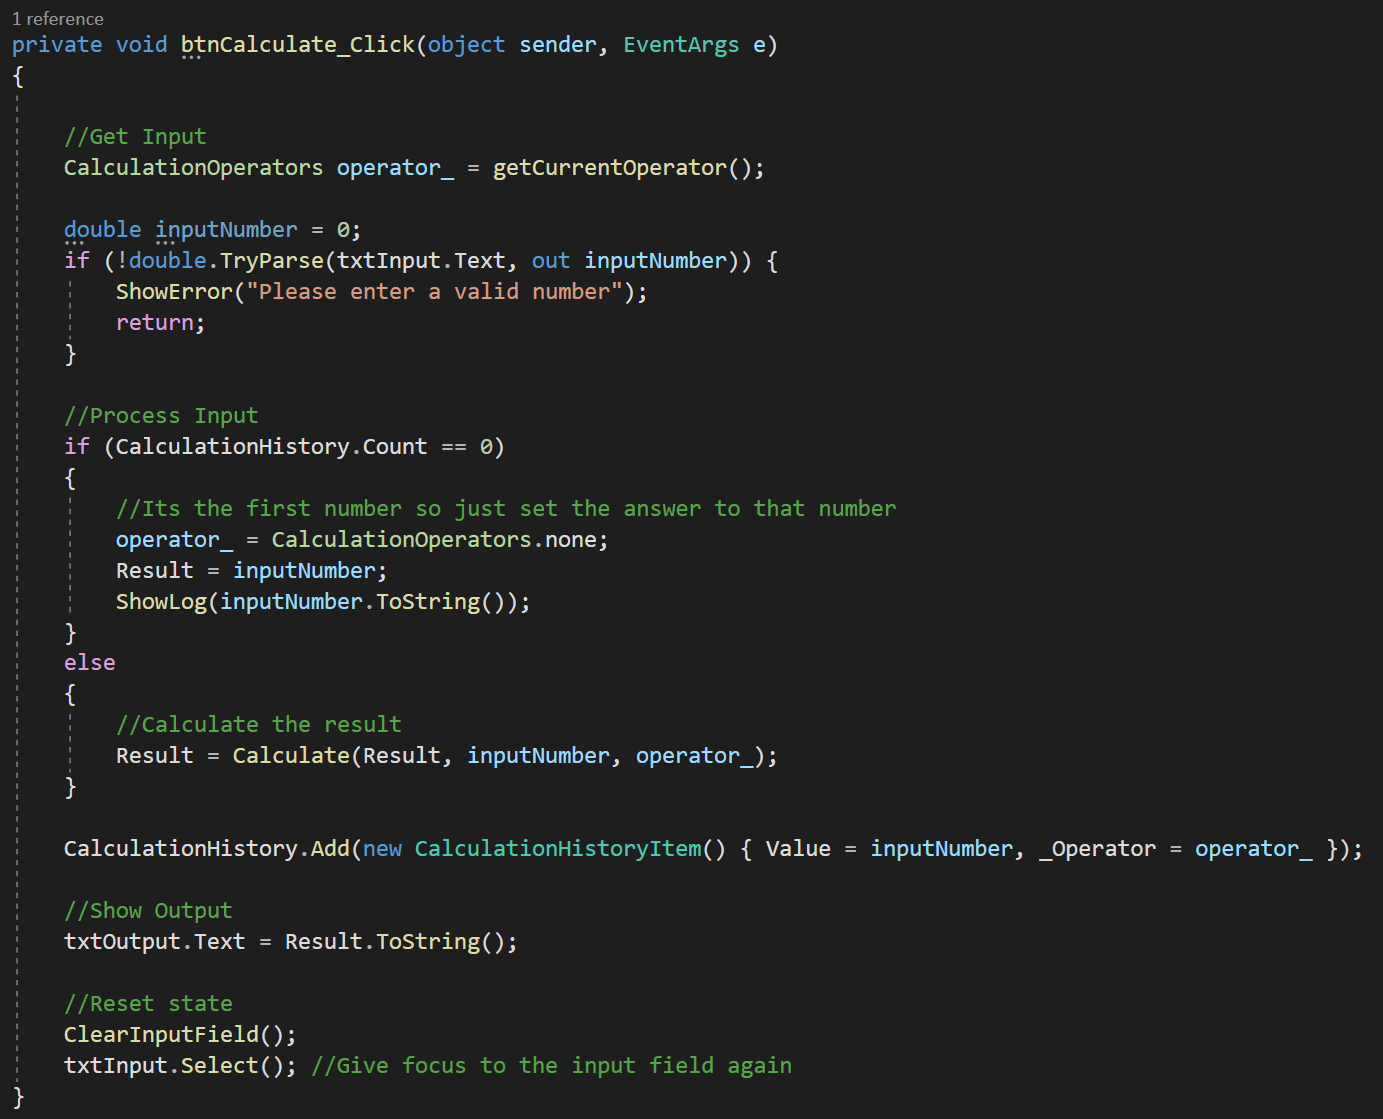 1 reference
private void btnCalculate_Click(object sender, EventArgs e)
{
//Get Input
CalculationOperators operator_ = getCurrentOperator();
double inputNumber = 0;
if (!double.TryParse(txtInput.Text, out inputNumber)) {
ShowError("Please enter a valid number");
return;
}
//Process Input
if (CalculationHistory.Count == 0)
{
//Its the first number so just set the answer to that number
operator_ = CalculationOperators.none;
Result = inputNumber;
ShowLog(inputNumber.ToString());
}
else
{
//Calculate the result
Result = Calculate(Result, inputNumber, operator_);
}
CalculationHistory.Add(new CalculationHistoryItem() { Value = inputNumber, _Operator = operator_ });
//Show Output
txtOutput.Text = Result.ToString();
//Reset state
ClearInputField();
txtInput.Select(); //Give focus to the input field again
}